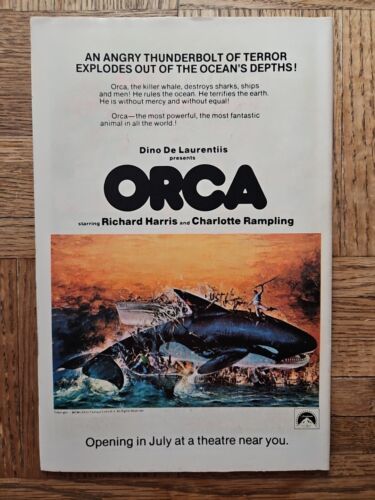 AN ANGRY THUNDERBOLT OF TERROR
EXPLODES OUT OF THE OCEAN'S DEPTHS!
Orca, the killer whale, destroys sharks, ships
and men! He rules the ocean. He terrifies the earth.
He is without mercy and without equal!
Orca—the most powerful, the most fantastic
animal in all the world!
Dino De Laurentiis
presents
ORCA
starring Richard Harris and Charlotte Rampling
All Rights Reserved
Opening in July at a theatre near you.